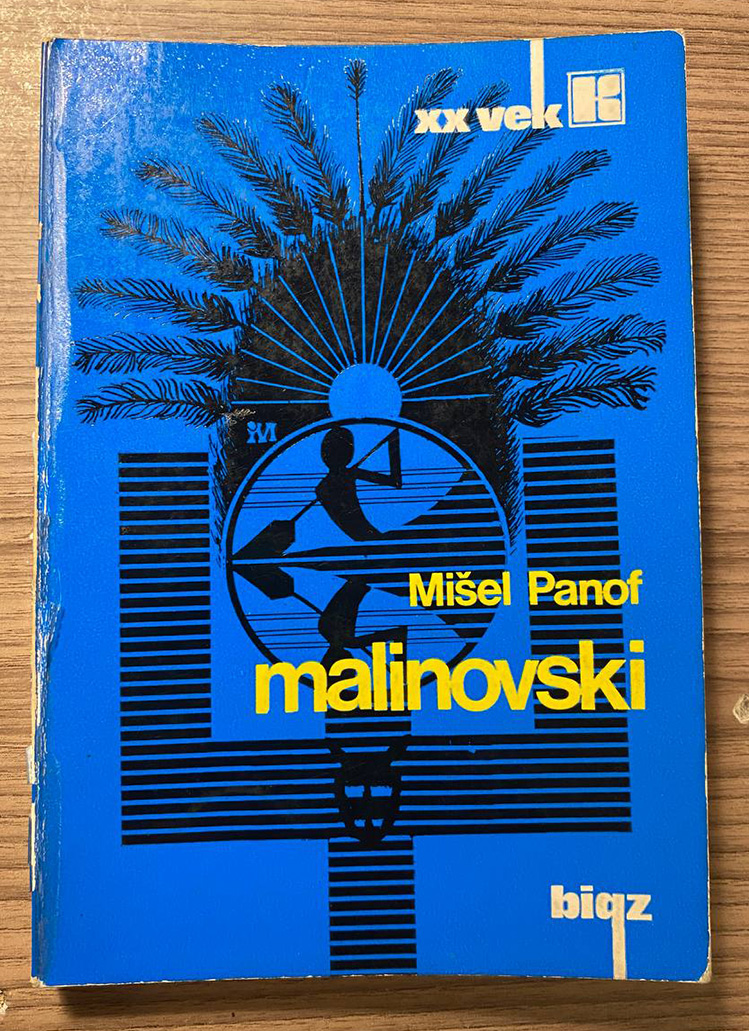 xx vek
Mišel Panof
malinovski
bigz